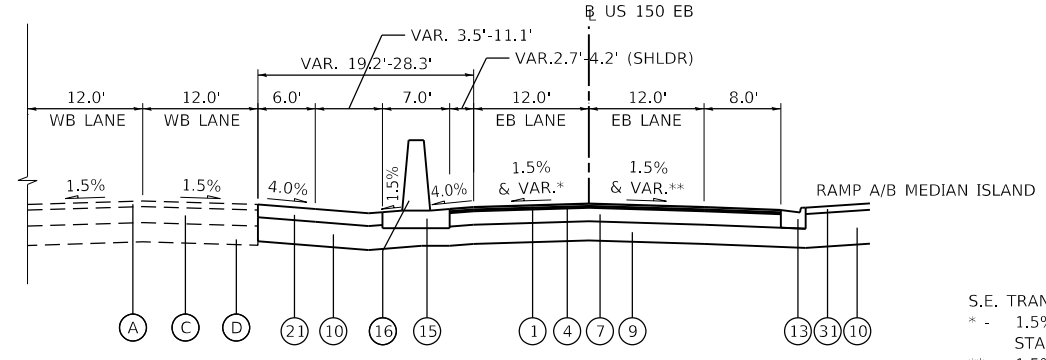 ℄ US 150 EB
VAR. 3.5'-11.1'
VAR. 19.2'-28.3'
VAR.2.7'-4.2' (SHLDR)
12.0' 12.0' 6.0' 7.0' 12.0' 12.0' 8.0'
WB LANE WB LANE EB LANE EB LANE
1.5% 1.5% 4.0% 1.5% 4.0% 1.5% 1.5%
& VAR.* & VAR.**
RAMP A/B MEDIAN ISLAND
A C D 21 10 16 15 1 4 7 9 13 31 10
S.E. TRAN
* - 1.5%
STA